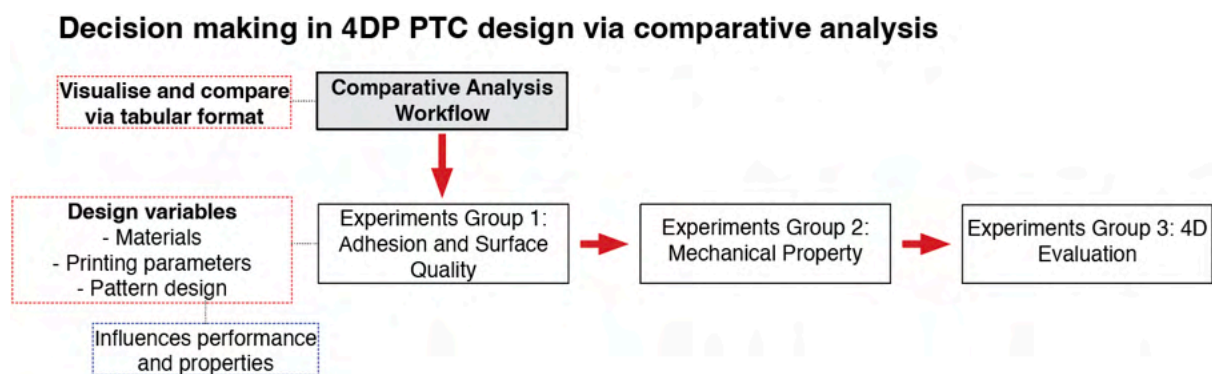 Decision making in 4DP PTC design via comparative analysis
Visualise and compare
via tabular format
Comparative Analysis
Workflow
Design variables
- Materials
- Printing parameters
- Pattern design
Influences performance
and properties
Experiments Group 1:
Adhesion and Surface
Quality
Experiments Group 2:
Mechanical Property
Experiments Group 3: 4D
Evaluation